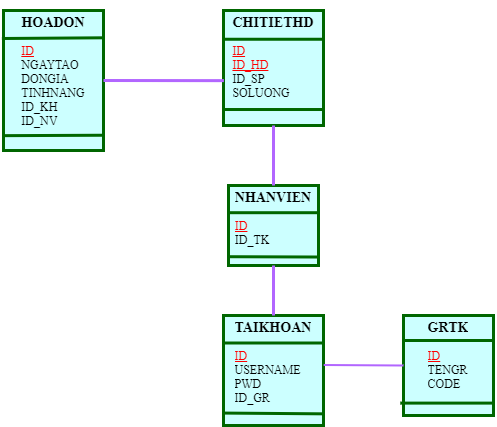 HOADON
ID
NGAYTAO
DONGIA
TINHNANG
ID_KH
ID_NV
CHITIETHD
ID
ID_HD
ID_SP
SOLUONG
NHANVIEN
ID
ID_TK
TAIKHOAN
ID
USERNAME
PWD
ID_GR
GRTK
ID
TENGR
CODE